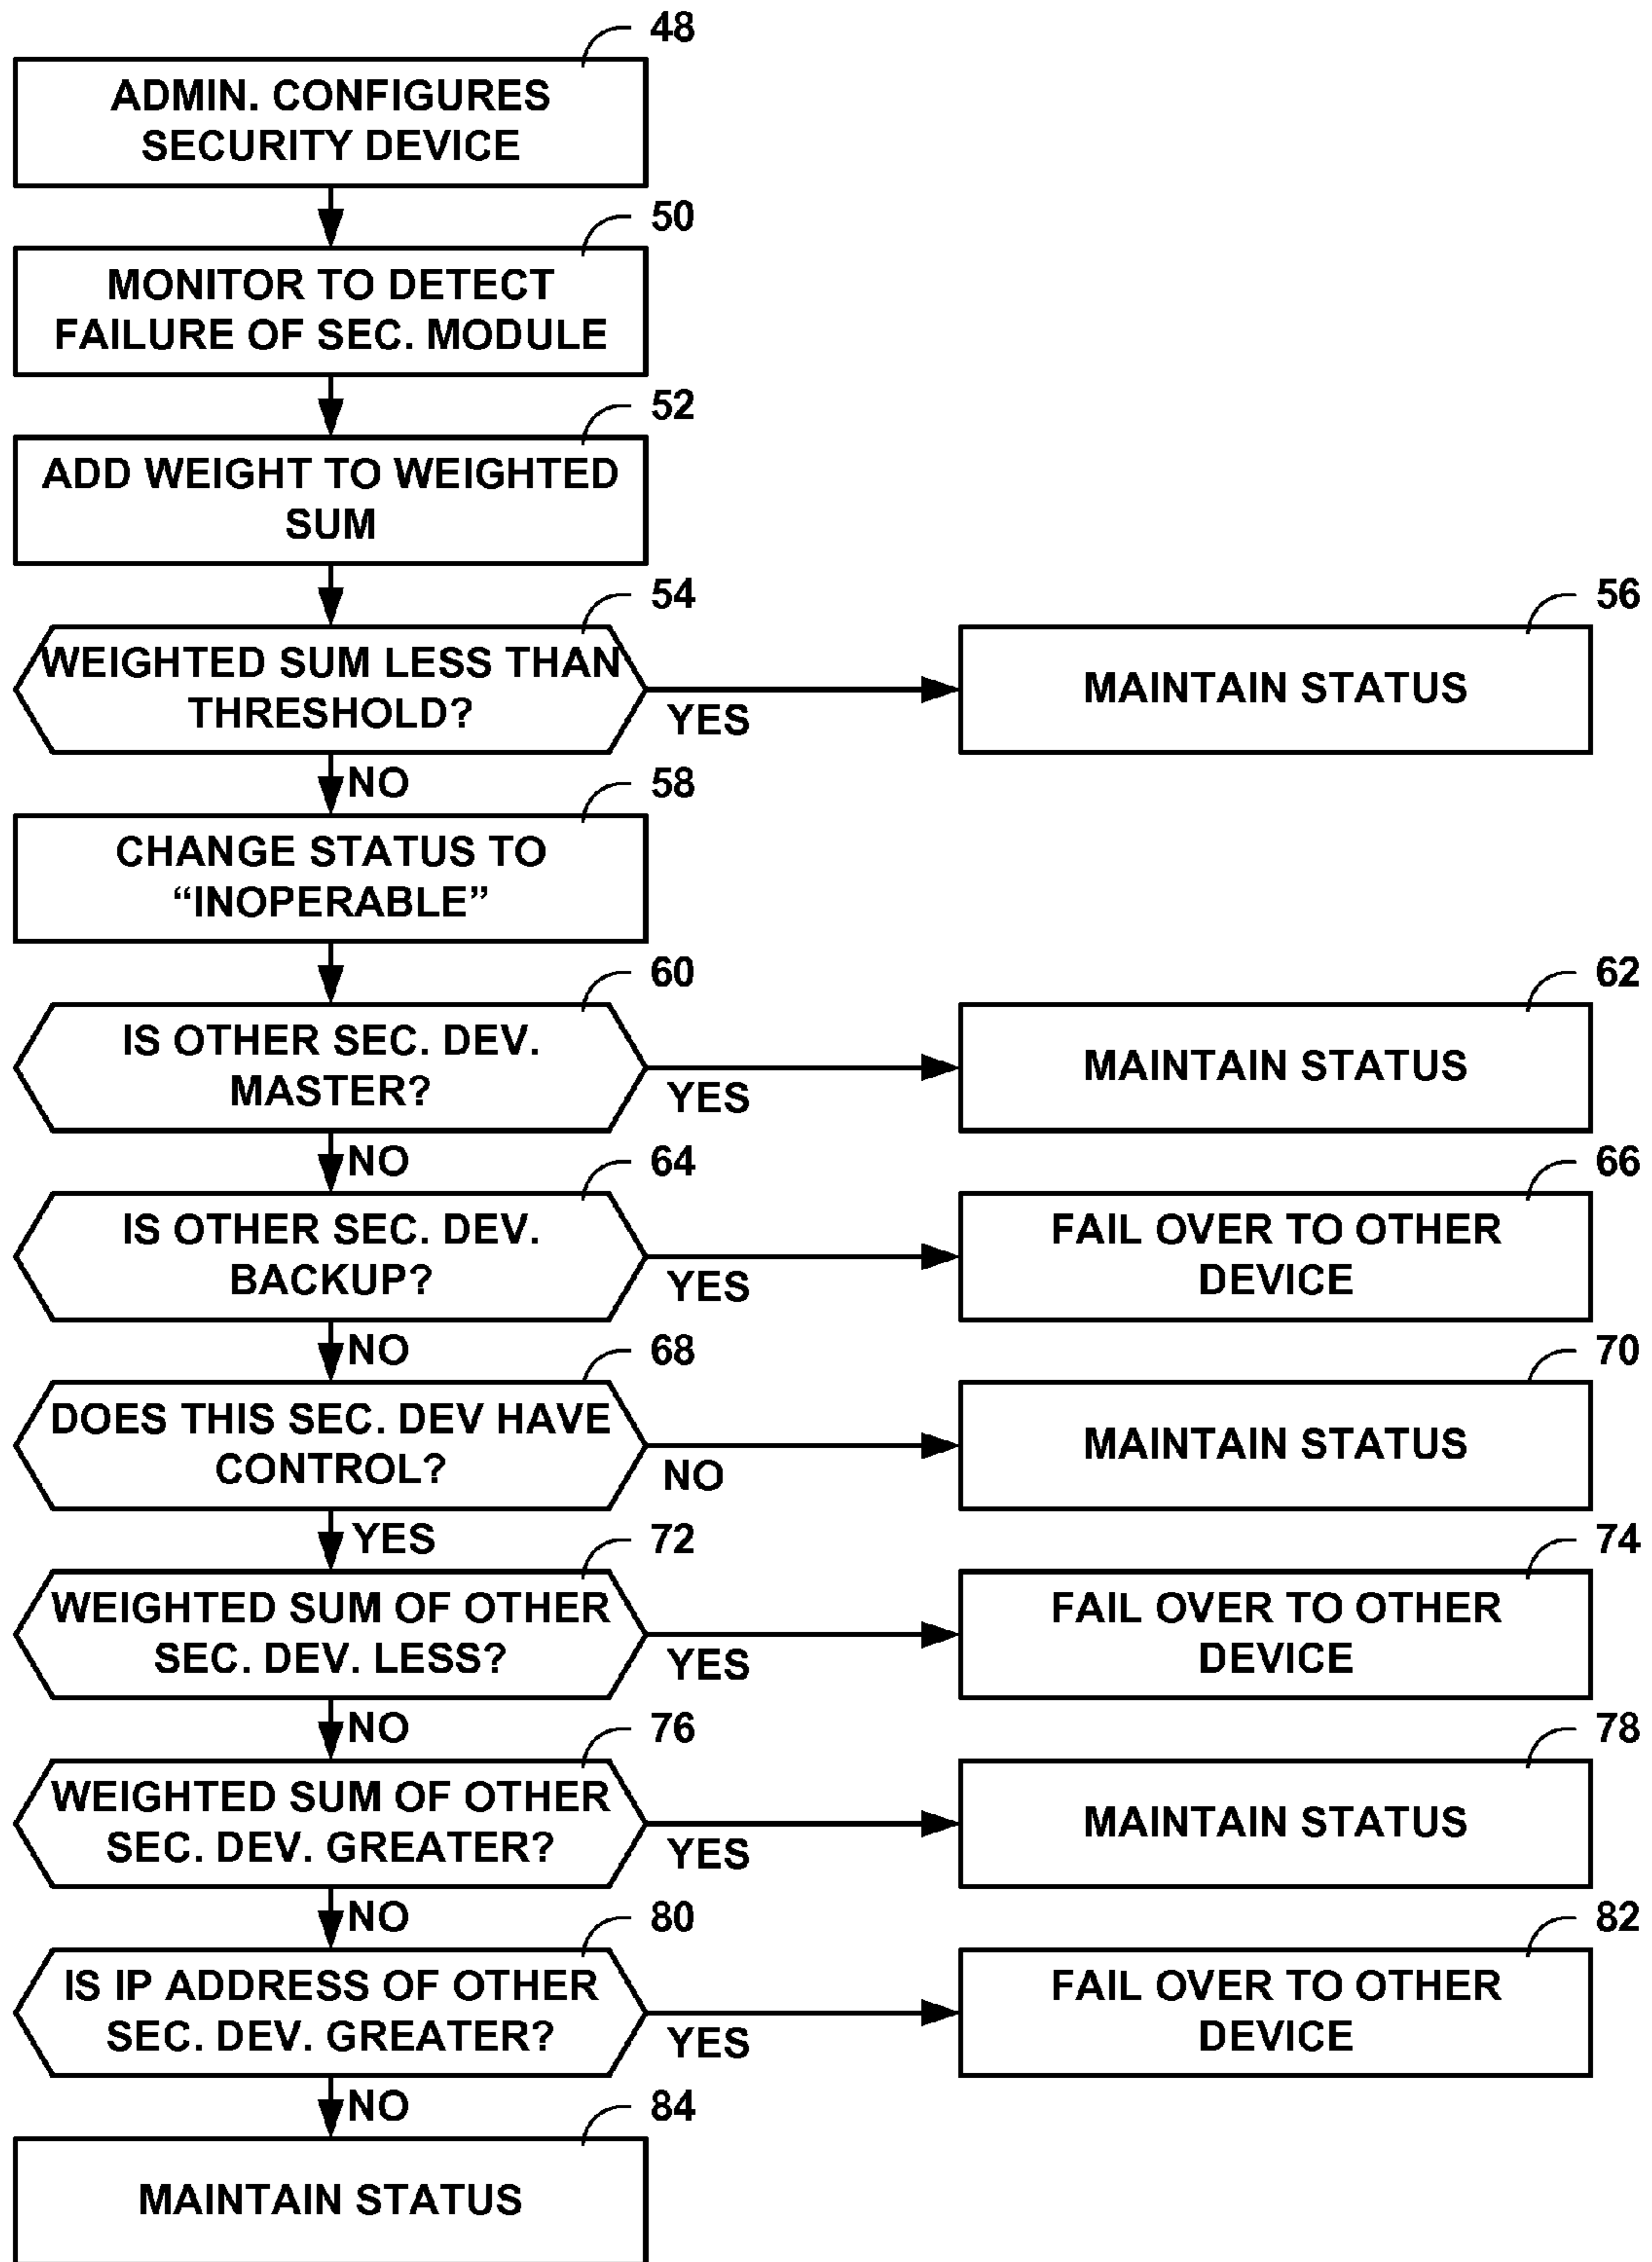 48
ADMIN. CONFIGURES
SECURITY DEVICE
50
MONITOR TO DETECT
FAILURE OF SEC. MODULE
52
ADD WEIGHT TO WEIGHTED
SUM
54
WEIGHTED SUM LESS THAN
THRESHOLD?
YES
56
MAINTAIN STATUS
NO
58
CHANGE STATUS TO
“INOPERABLE”
60
IS OTHER SEC. DEV.
MASTER?
YES
62
MAINTAIN STATUS
NO
64
IS OTHER SEC. DEV.
BACKUP?
YES
66
FAIL OVER TO OTHER
DEVICE
NO
68
DOES THIS SEC. DEV HAVE
CONTROL?
NO
70
MAINTAIN STATUS
YES
72
WEIGHTED SUM OF OTHER
SEC. DEV. LESS?
YES
74
FAIL OVER TO OTHER
DEVICE
NO
76
WEIGHTED SUM OF OTHER
SEC. DEV. GREATER?
YES
78
MAINTAIN STATUS
NO
80
IS IP ADDRESS OF OTHER
SEC. DEV. GREATER?
YES
82
FAIL OVER TO OTHER
DEVICE
NO
84
MAINTAIN STATUS